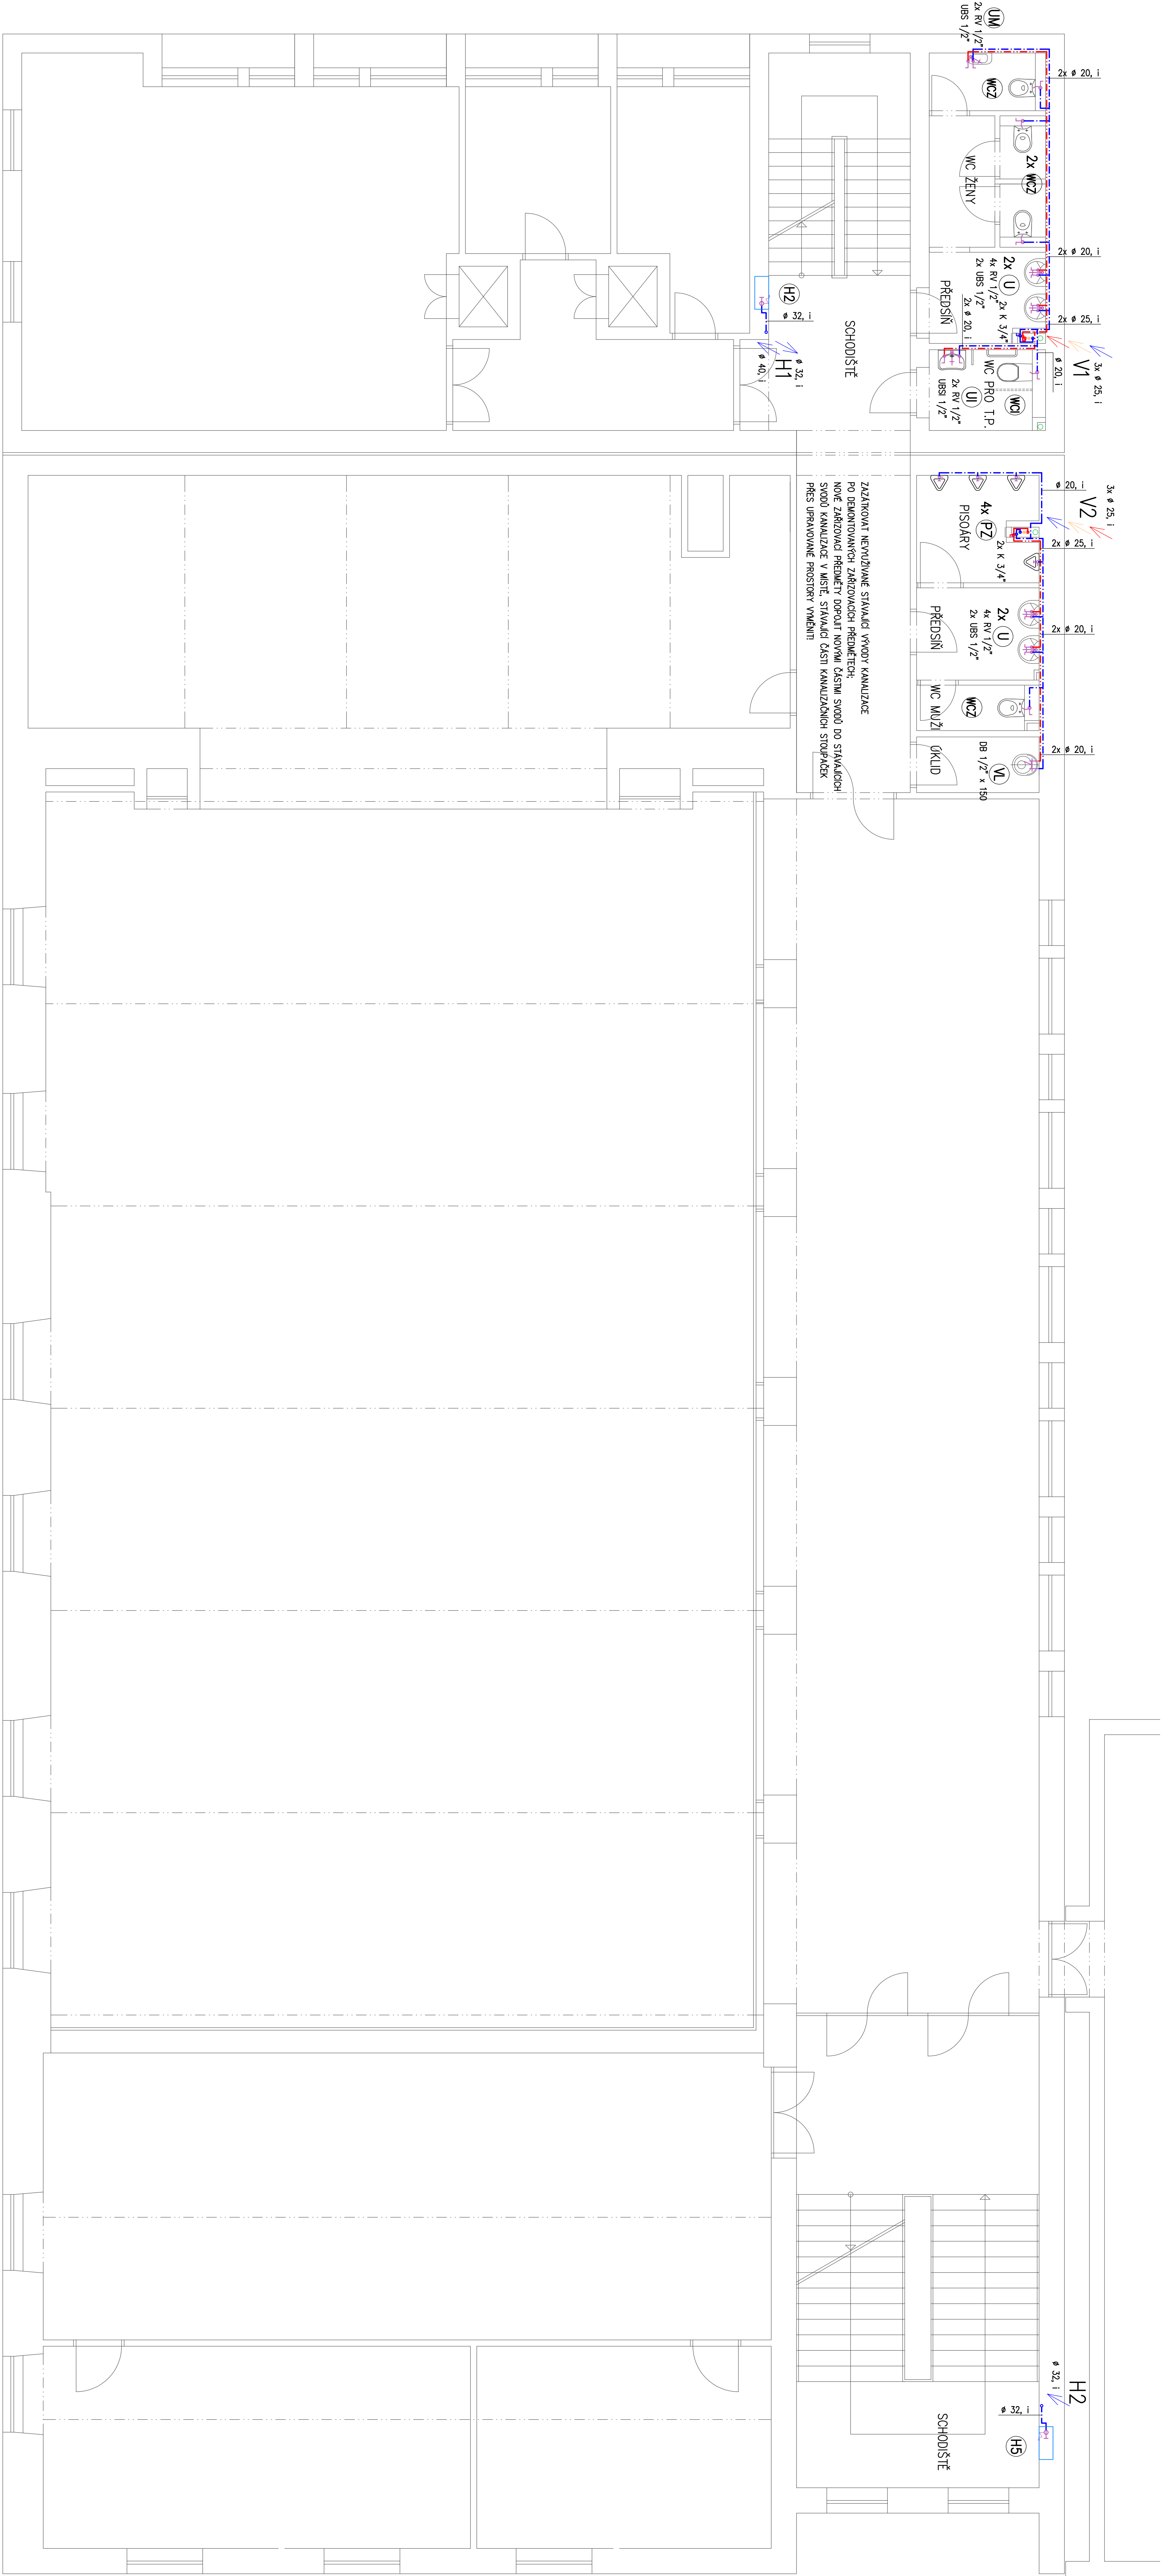 UM
2x RV 1/2"
UBS 1/2"
WCZ
2x ø 20, i
WC ŽENY
2x WCZ
2x ø 20, i
2x U
4x RV 1/2"
2x UBS 1/2"
2x K 3/4"
PŘEDSÍŇ
2x ø 20, i
2x ø 25, i
V1
3x ø 25, i
ø 20, i
WC PRO T.P.
WCI
UI
2x RV 1/2"
UBSI 1/2"
H2
ø 32, i
SCHODIŠTĚ
H1
ø 32, i
ø 40, i
V2
3x ø 25, i
ø 20, i
2x ø 25, i
4x PZ
PISOÁRY
2x K 3/4"
2x ø 20, i
2x U
4x RV 1/2"
2x UBS 1/2"
PŘEDSÍŇ
WCZ
WC MUŽI
2x ø 20, i
VL
DB 1/2" x 150
ÚKLID
ZAZÁTKOVAT NEVYUŽÍVANÉ STÁVAJÍCÍ VÝVODY KANALIZACE
PO DEMONTOVANÝCH ZAŘIZOVACÍCH PŘEDMĚTECH;
NOVÉ ZAŘIZOVACÍ PŘEDMĚTY DOPOJIT NOVÝMI ČÁSTMI SVODŮ DO STÁVAJÍCÍCH
SVODŮ KANALIZACE V MÍSTĚ, STÁVAJÍCÍ ČÁSTI KANALIZAČNÍCH STOUPAČEK
PŘES UPRAVOVANÉ PROSTORY VYMĚNIT!
H2
ø 32, i
ø 32, i
H5
SCHODIŠTĚ